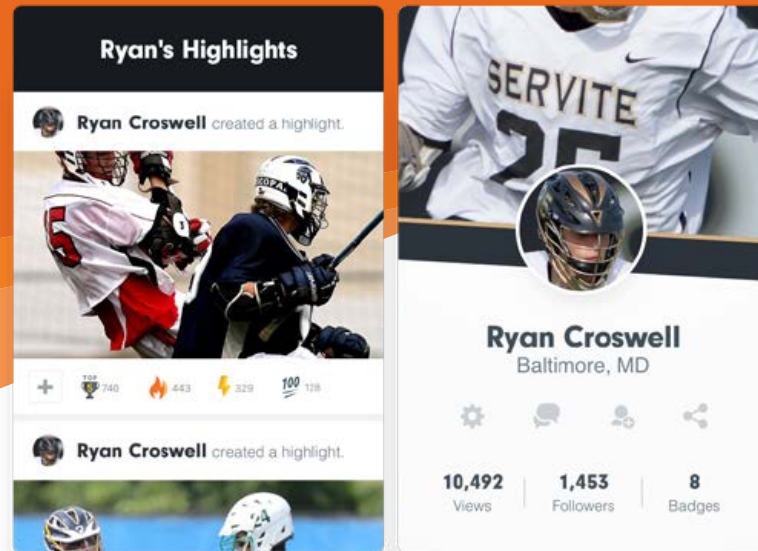 Ryan's Highlights
Ryan Croswell created a highlight.
15
TOP 740
443
329
100 128
Ryan Croswell created a highlight.
SERVITE
25
Ryan Croswell
Baltimore, MD
10,492
Views
1,453
Followers
8
Badges